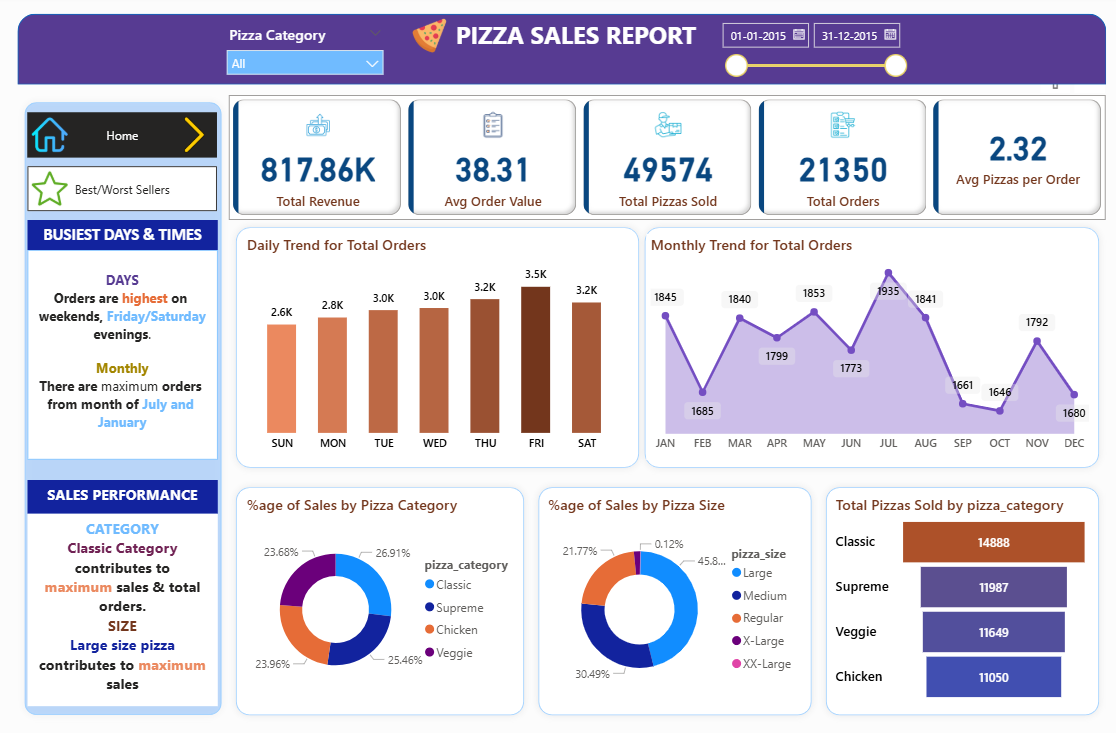 Pizza Category
All
PIZZA SALES REPORT
01-01-2015
31-12-2015
Home
Best/Worst Sellers
BUSIEST DAYS & TIMES
DAYS
Orders are highest on
weekends, Friday/Saturday
evenings.
Monthly
There are maximum orders
from month of July and
January
SALES PERFORMANCE
CATEGORY
Classic Category
contributes to
maximum sales & total
orders.
SIZE
Large size pizza
contributes to maximum
sales
817.86K
Total Revenue
38.31
Avg Order Value
49574
Total Pizzas Sold
21350
Total Orders
2.32
Avg Pizzas per Order
Daily Trend for Total Orders
2.6K
2.8K
3.0K
3.0K
3.2K
3.5K
3.2K
SUN MON TUE WED THU FRI SAT
Monthly Trend for Total Orders
1845
1685
1840
1799
1853
1773
1935
1841
1661
1646
1792
1680
JAN FEB MAR APR MAY JUN JUL AUG SEP OCT NOV DEC
%age of Sales by Pizza Category
23.68%
26.91%
23.96%
25.46%
pizza_category
Classic
Supreme
Chicken
Veggie
%age of Sales by Pizza Size
21.77%
0.12%
45.8...
30.49%
pizza_size
Large
Medium
Regular
X-Large
XX-Large
Total Pizzas Sold by pizza_category
Classic 14888
Supreme 11987
Veggie 11649
Chicken 11050